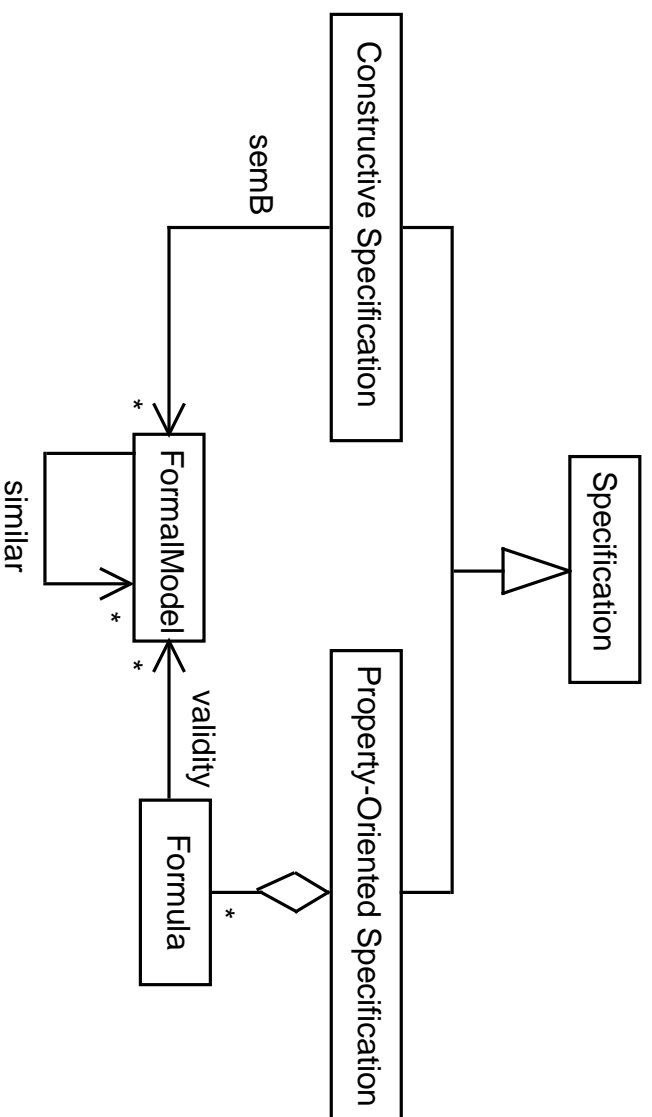 Specification
Constructive Specification
Property-Oriented Specification
semB
*
FormalModel
*
validity
Formula
*
*
similar